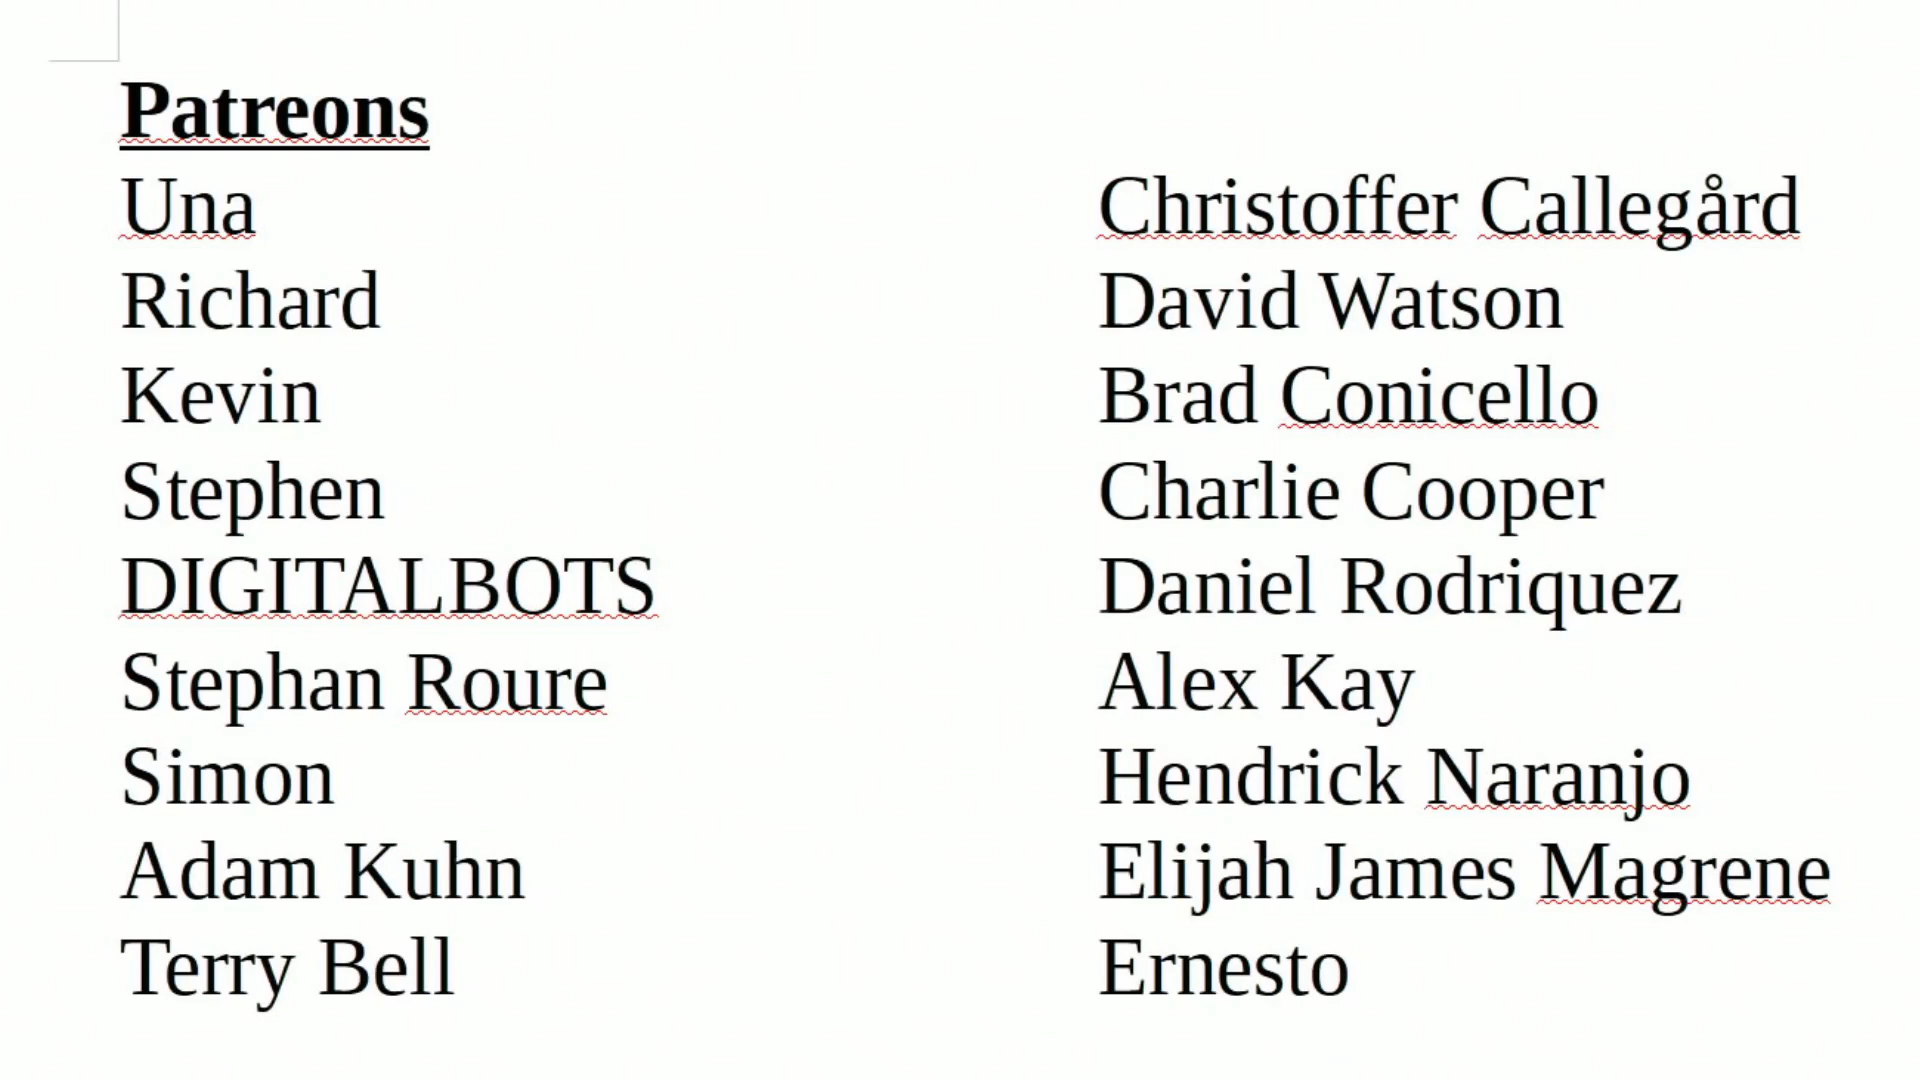 Patreons
Una
Richard
Kevin
Stephen
DIGITALBOTS
Stephan Roure
Simon
Adam Kuhn
Terry Bell
Christoffer Callegård
David Watson
Brad Conicello
Charlie Cooper
Daniel Rodriquez
Alex Kay
Hendrick Naranjo
Elijah James Magrene
Ernesto